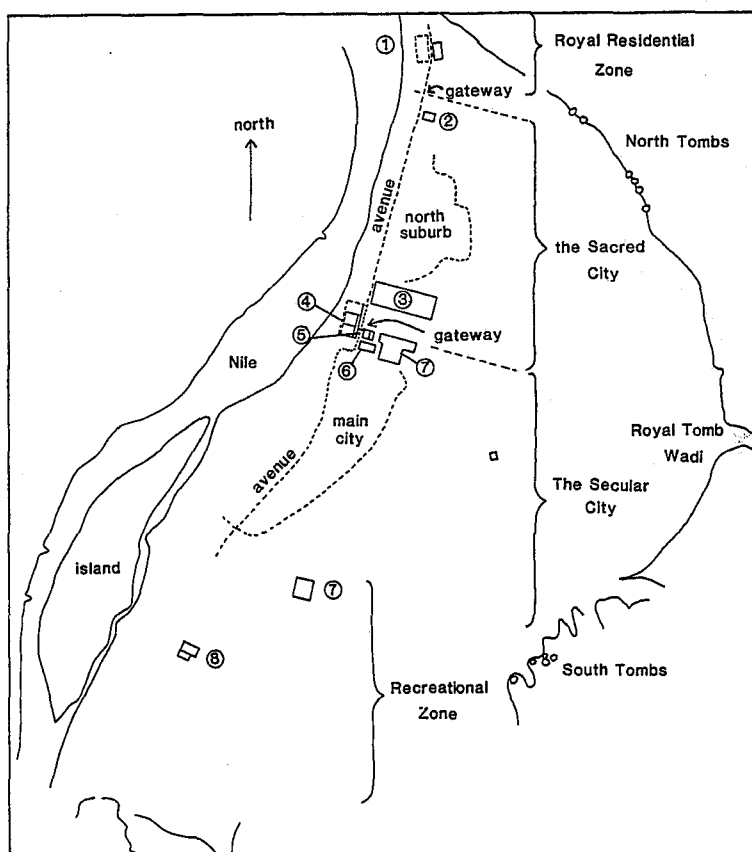 ①
Royal Residential
Zone
gateway
②
north
North Tombs
avenue
north
suburb
the Sacred
City
③
④
gateway
⑤
Nile
⑥
⑦
main
city
Royal Tomb
Wadi
avenue
The Secular
City
island
⑦
⑧
South Tombs
Recreational
Zone